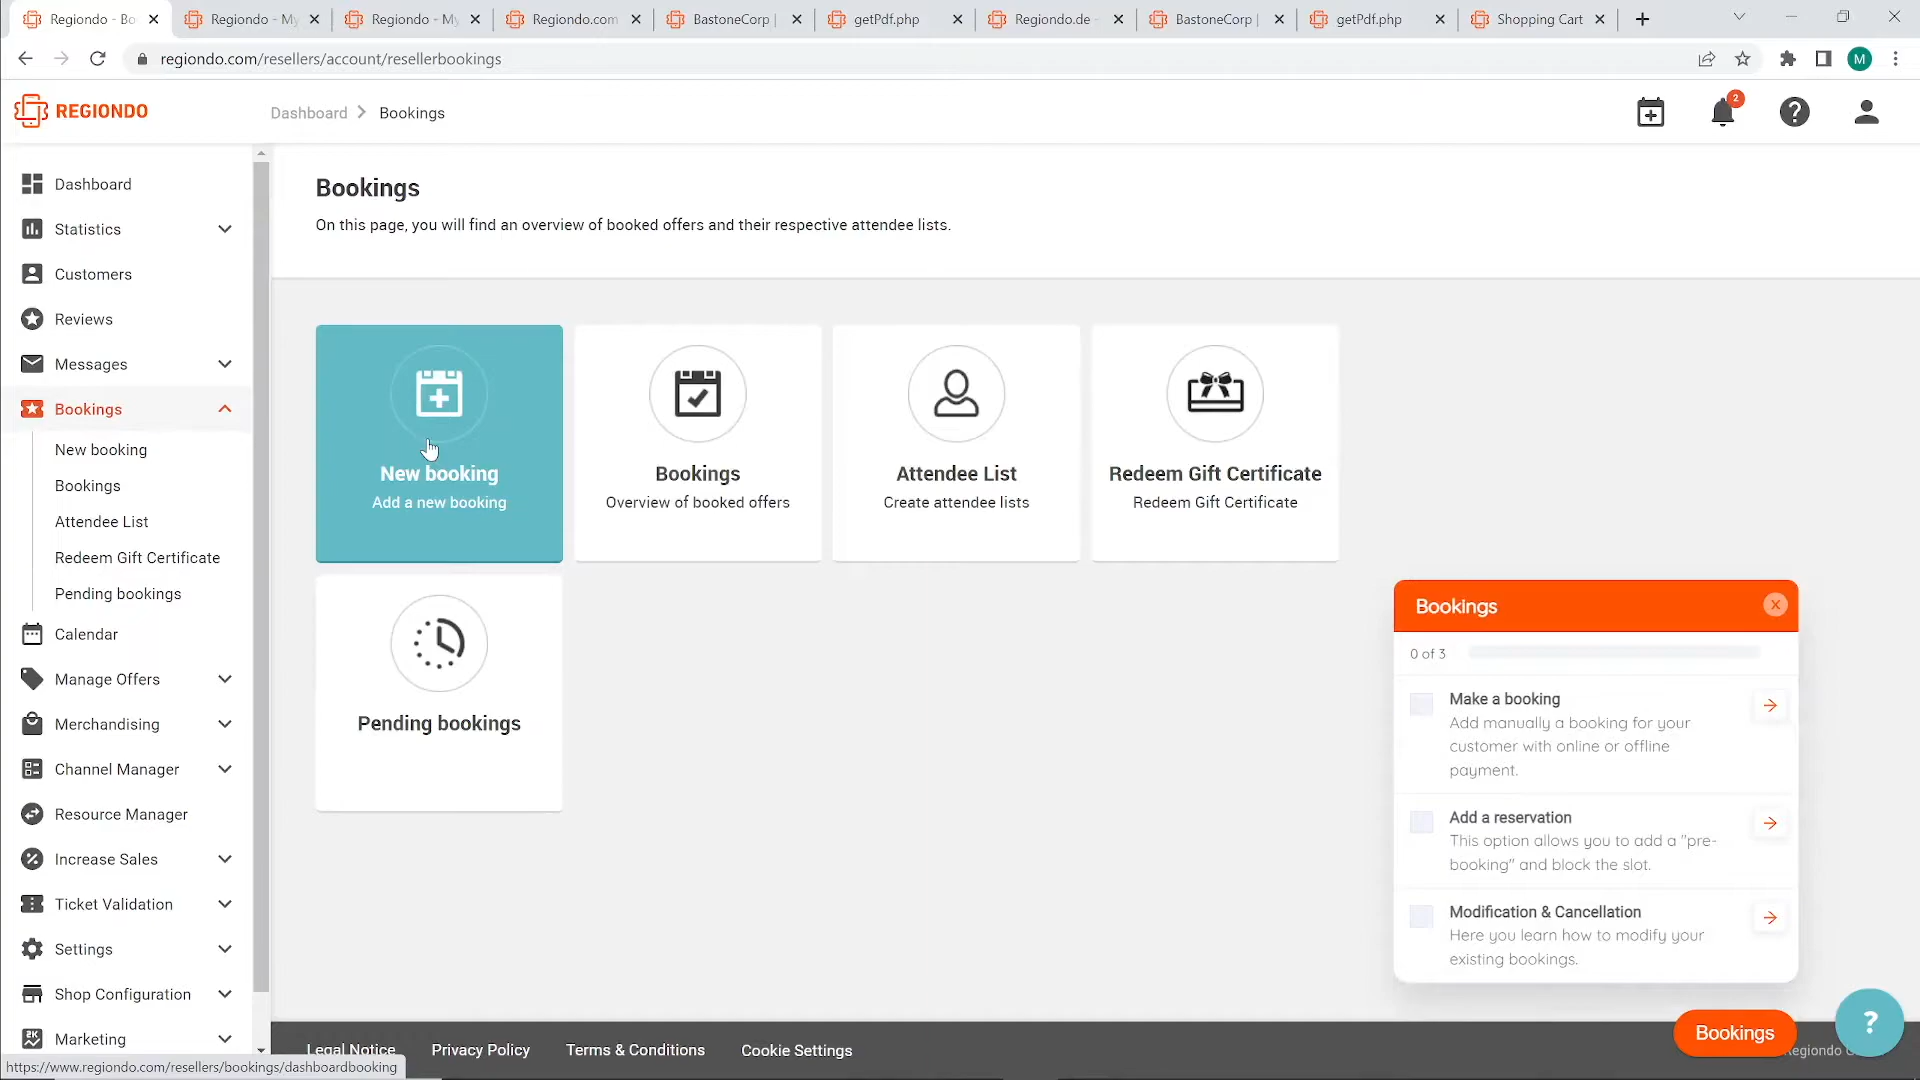 Regiondo - Bo
Regiondo - My
Regiondo - My
Regiondo.com
BastoneCorp |
getPdf.php
Regiondo.de -
BastoneCorp |
getPdf.php
Shopping Cart
regiondo.com/resellers/account/resellerbookings
M
REGIONDO
Dashboard
Bookings
2
Dashboard
Statistics
Customers
Reviews
Messages
Bookings
New booking
Bookings
Attendee List
Redeem Gift Certificate
Pending bookings
Calendar
Manage Offers
Merchandising
Channel Manager
Resource Manager
Increase Sales
Ticket Validation
Settings
Shop Configuration
Marketing
Bookings
On this page, you will find an overview of booked offers and their respective attendee lists.
New booking
Add a new booking
Bookings
Overview of booked offers
Attendee List
Create attendee lists
Redeem Gift Certificate
Redeem Gift Certificate
Pending bookings
Bookings
0 of 3
Make a booking
Add manually a booking for your
customer with online or offline
payment.
Add a reservation
This option allows you to add a "pre-
booking" and block the slot.
Modification & Cancellation
Here you learn how to modify your
existing bookings.
Bookings
?
Legal Notice
Privacy Policy
Terms & Conditions
Cookie Settings
Regiondo
https://www.regiondo.com/resellers/bookings/dashboardbooking